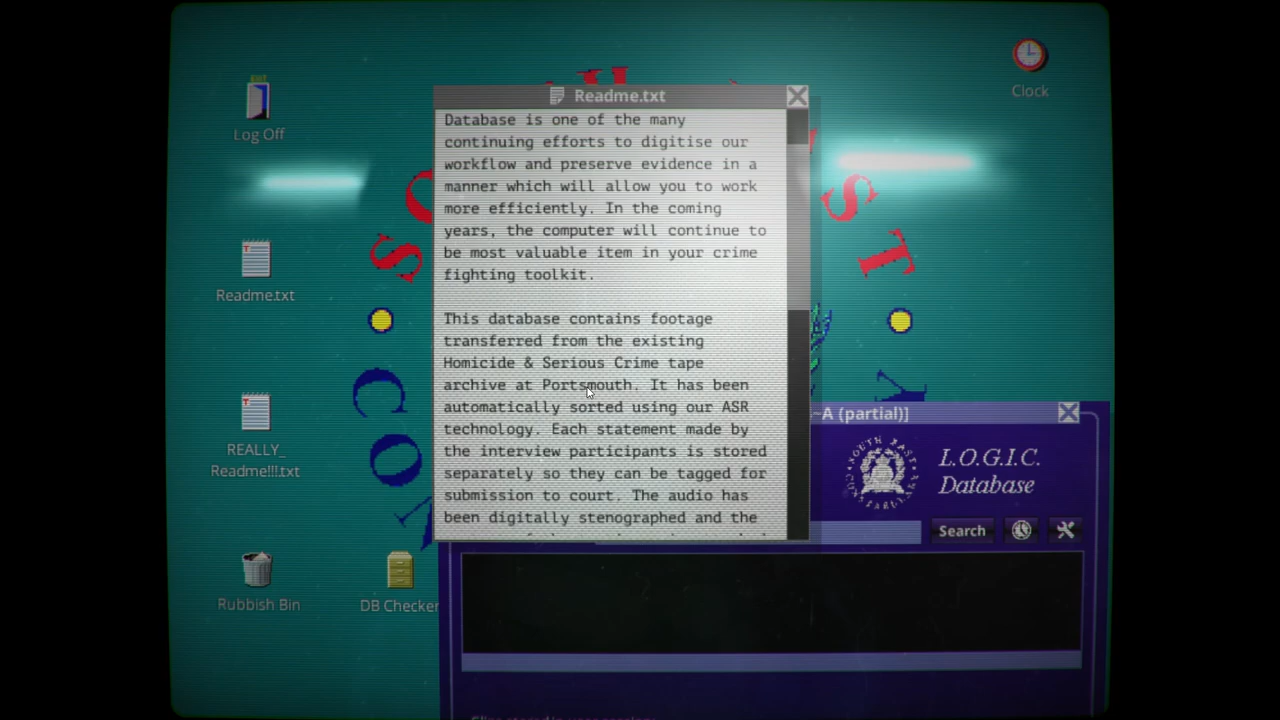 Clock
EXIT
Log Off
Readme.txt
Readme.txt
Database is one of the many
continuing efforts to digitise our
workflow and preserve evidence in a
manner which will allow you to work
more efficiently. In the coming
years, the computer will continue to
be most valuable item in your crime
fighting toolkit.
This database contains footage
transferred from the existing
Homicide & Serious Crime tape
archive at Portsmouth. It has been
automatically sorted using our ASR
technology. Each statement made by
the interview participants is stored
separately so they can be tagged for
submission to court. The audio has
been digitally stenographed and the
REALLY_
Readme!!!.txt
Rubbish Bin
DB Checker
~A (partial)]
SOUTH EAST
CONSTABULARY
L.O.G.I.C.
Database
Search